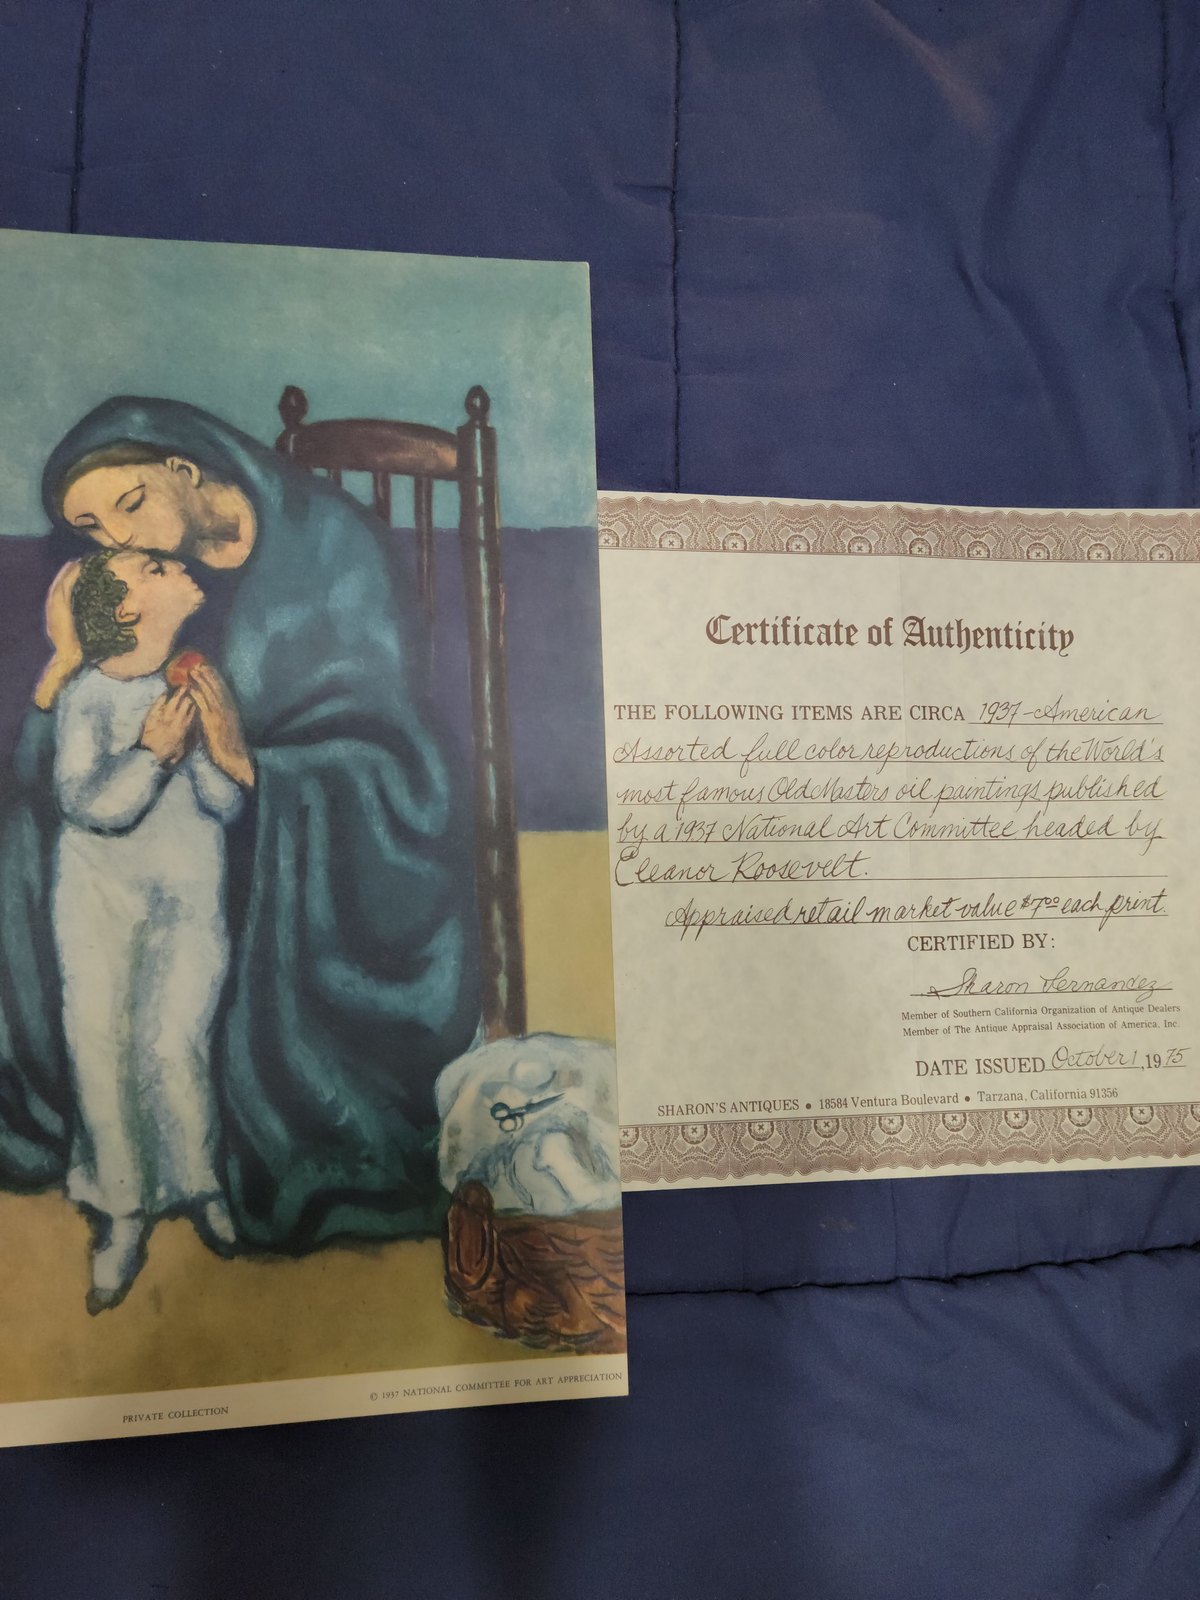 Certificate of Authenticity
THE FOLLOWING ITEMS ARE CIRCA 1937-American
Assorted full color reproductions of the World's
most famous Old Masters oil paintings published
by a 1937 National Art Committee headed by
Eleanor Roosevelt.
Appraised retail market value $7.00 each print.
CERTIFIED BY:
Sharon Fernandez
Member of Southern California Organization of Antique Dealers
Member of The Antique Appraisal Association of America, Inc.
DATE ISSUED October 1, 1975
SHARON'S ANTIQUES • 18584 Ventura Boulevard • Tarzana, California 91356
© 1937 NATIONAL COMMITTEE FOR ART APPRECIATION
PRIVATE COLLECTION